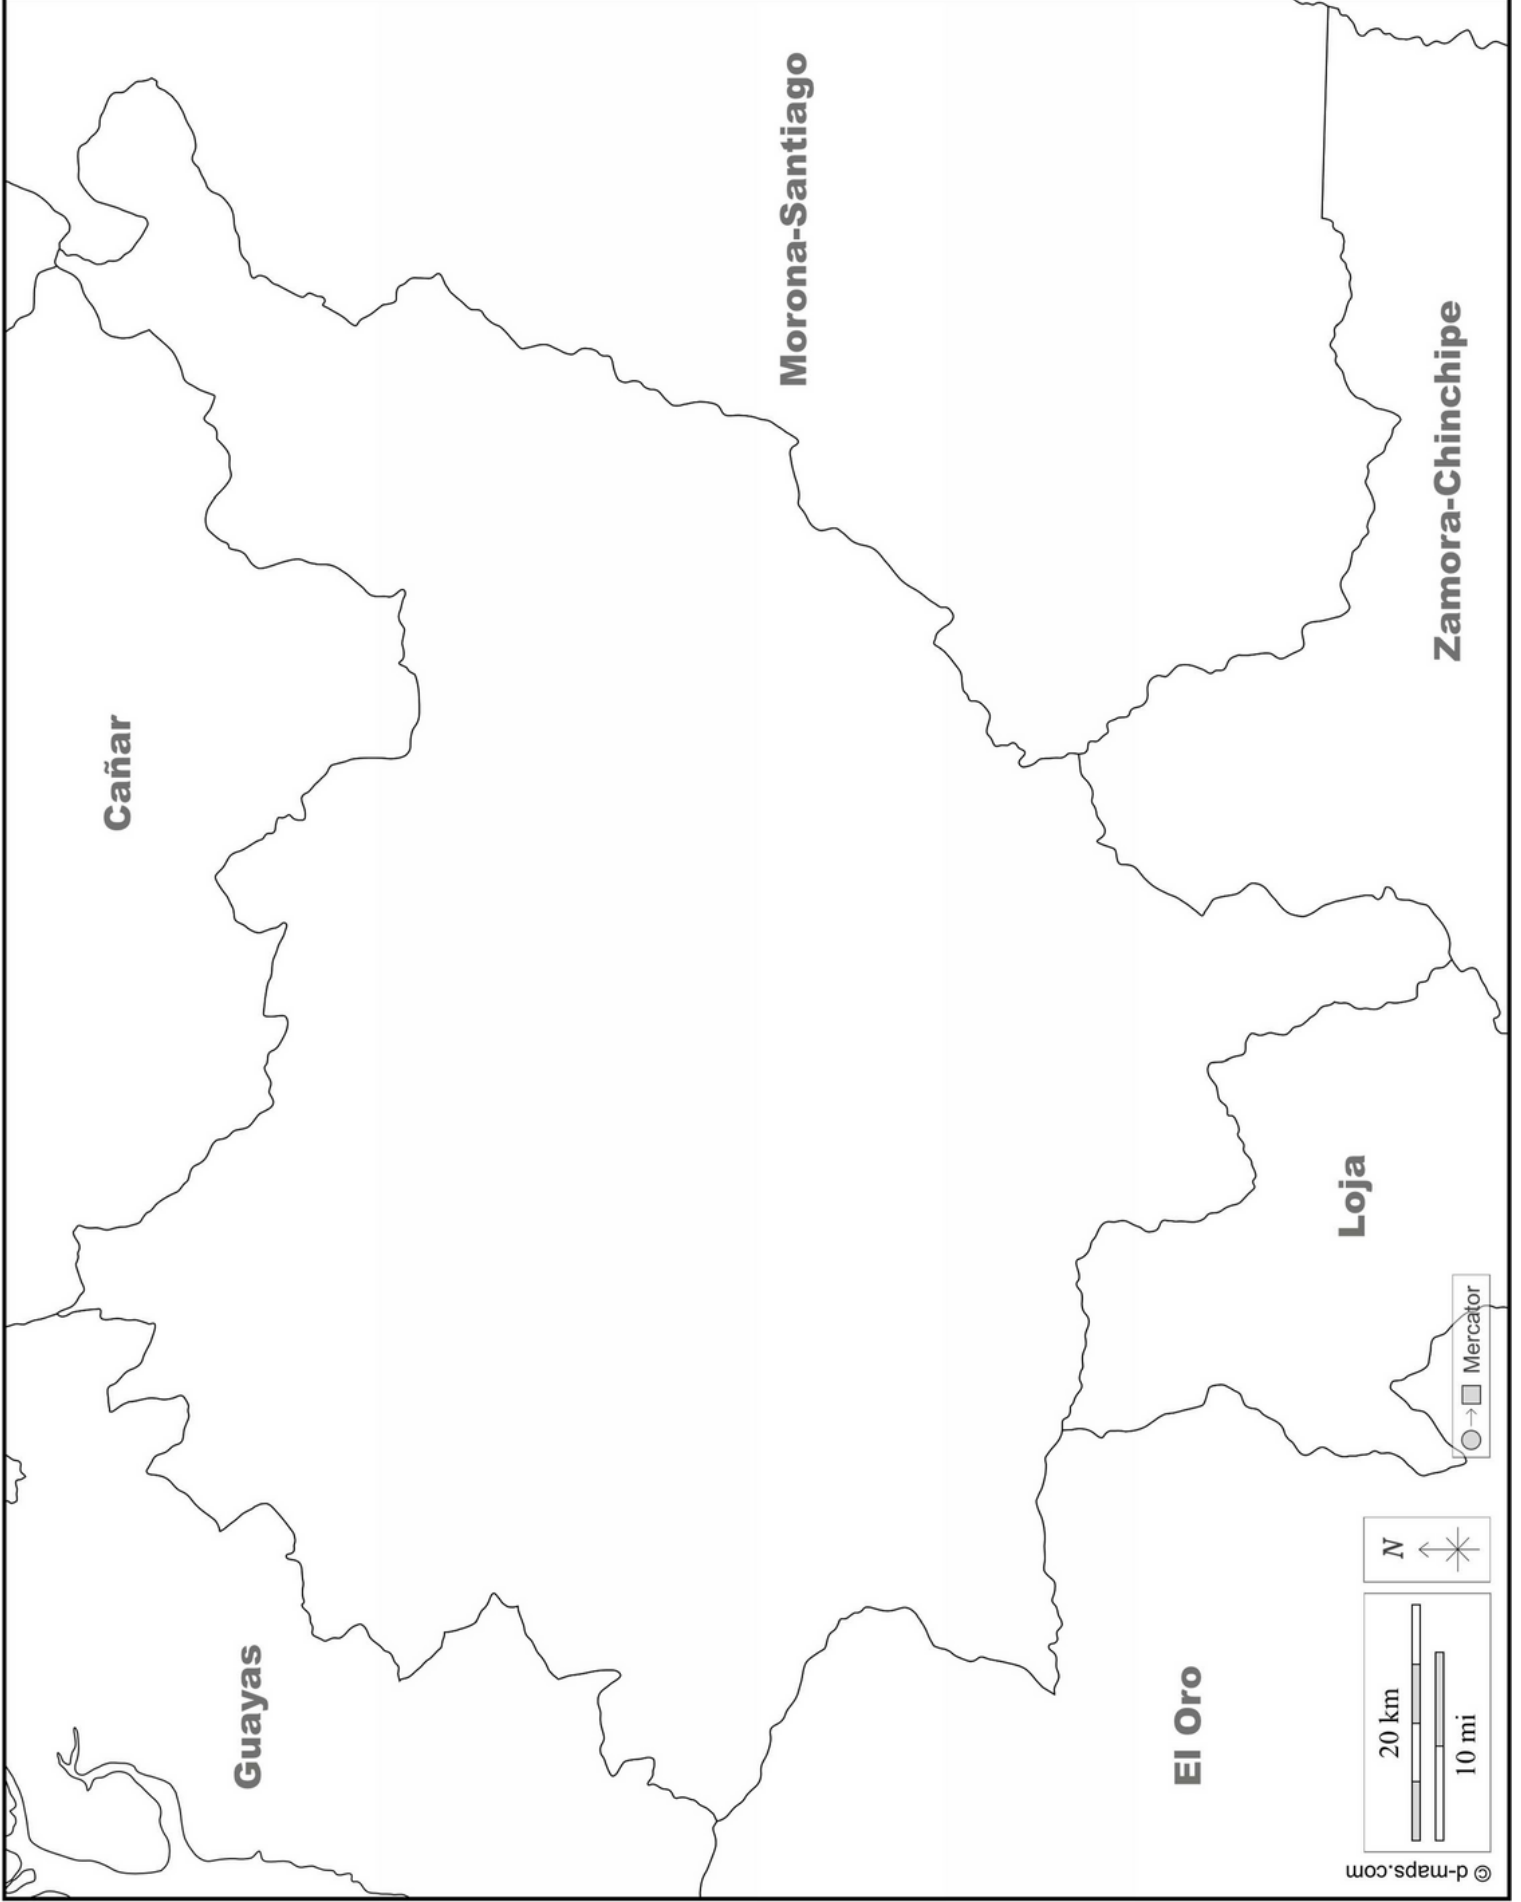 Cañar
Morona-Santiago
Guayas
Zamora-Chinchipe
Loja
El Oro
Mercator
N
20 km
10 mi
© d-maps.com